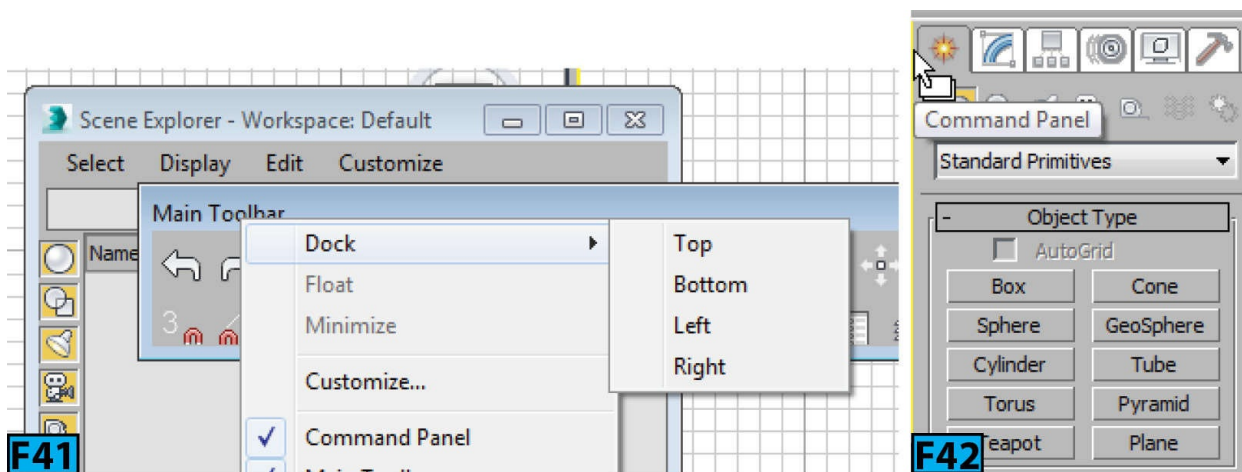 Scene Explorer - Workspace: Default
Select Display Edit Customize
Main Toolbar
Name
Dock
Float
Minimize
Customize...
Command Panel
Top
Bottom
Left
Right
3
F41
Command Panel
Standard Primitives
- Object Type
AutoGrid
Box Cone
Sphere GeoSphere
Cylinder Tube
Torus Pyramid
Teapot Plane
F42